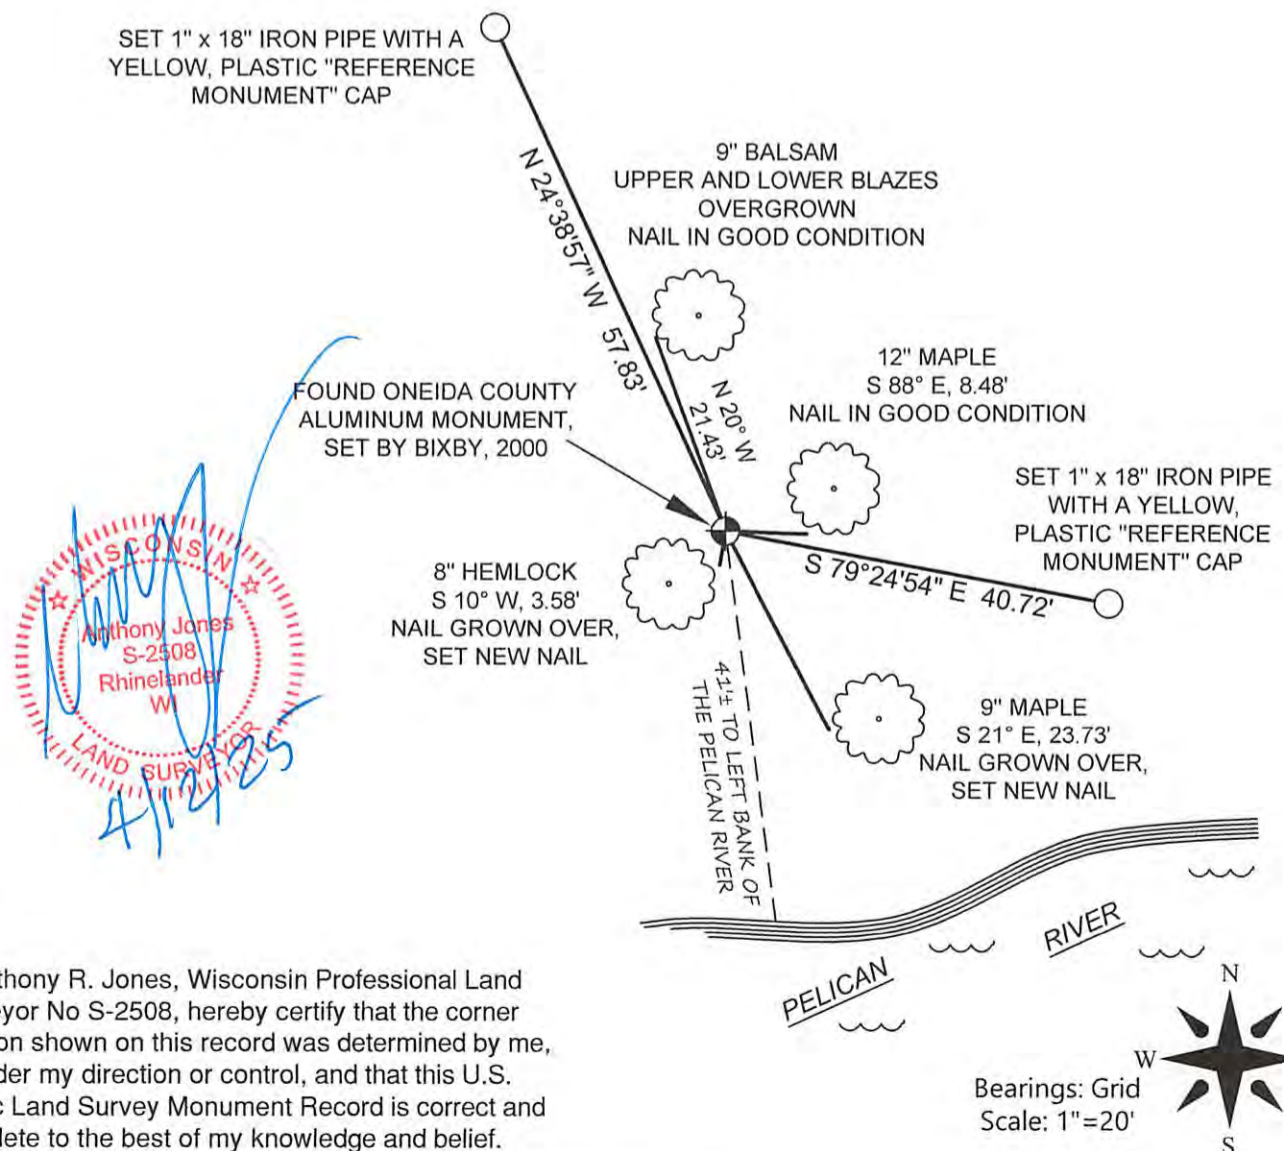 SET 1" x 18" IRON PIPE WITH A
YELLOW, PLASTIC "REFERENCE
MONUMENT" CAP
N 24°38'57" W 57.83'
9" BALSAM
UPPER AND LOWER BLAZES
OVERGROWN
NAIL IN GOOD CONDITION
N 20° W
21.43'
12" MAPLE
S 88° E, 8.48'
NAIL IN GOOD CONDITION
FOUND ONEIDA COUNTY
ALUMINUM MONUMENT,
SET BY BIXBY, 2000
SET 1" x 18" IRON PIPE
WITH A YELLOW,
PLASTIC "REFERENCE
MONUMENT" CAP
S 79°24'54" E 40.72'
8" HEMLOCK
S 10° W, 3.58'
NAIL GROWN OVER,
SET NEW NAIL
WISCONSIN
Anthony Jones
S-2508
Rhinelander
WI
LAND SURVEYOR
4/12/25
41'± TO LEFT BANK OF
THE PELICAN RIVER
9" MAPLE
S 21° E, 23.73'
NAIL GROWN OVER,
SET NEW NAIL
PELICAN RIVER
thony R. Jones, Wisconsin Professional Land
eyor No S-2508, hereby certify that the corner
on shown on this record was determined by me,
der my direction or control, and that this U.S.
c Land Survey Monument Record is correct and
lete to the best of my knowledge and belief.
N
W
S
Bearings: Grid
Scale: 1"=20'